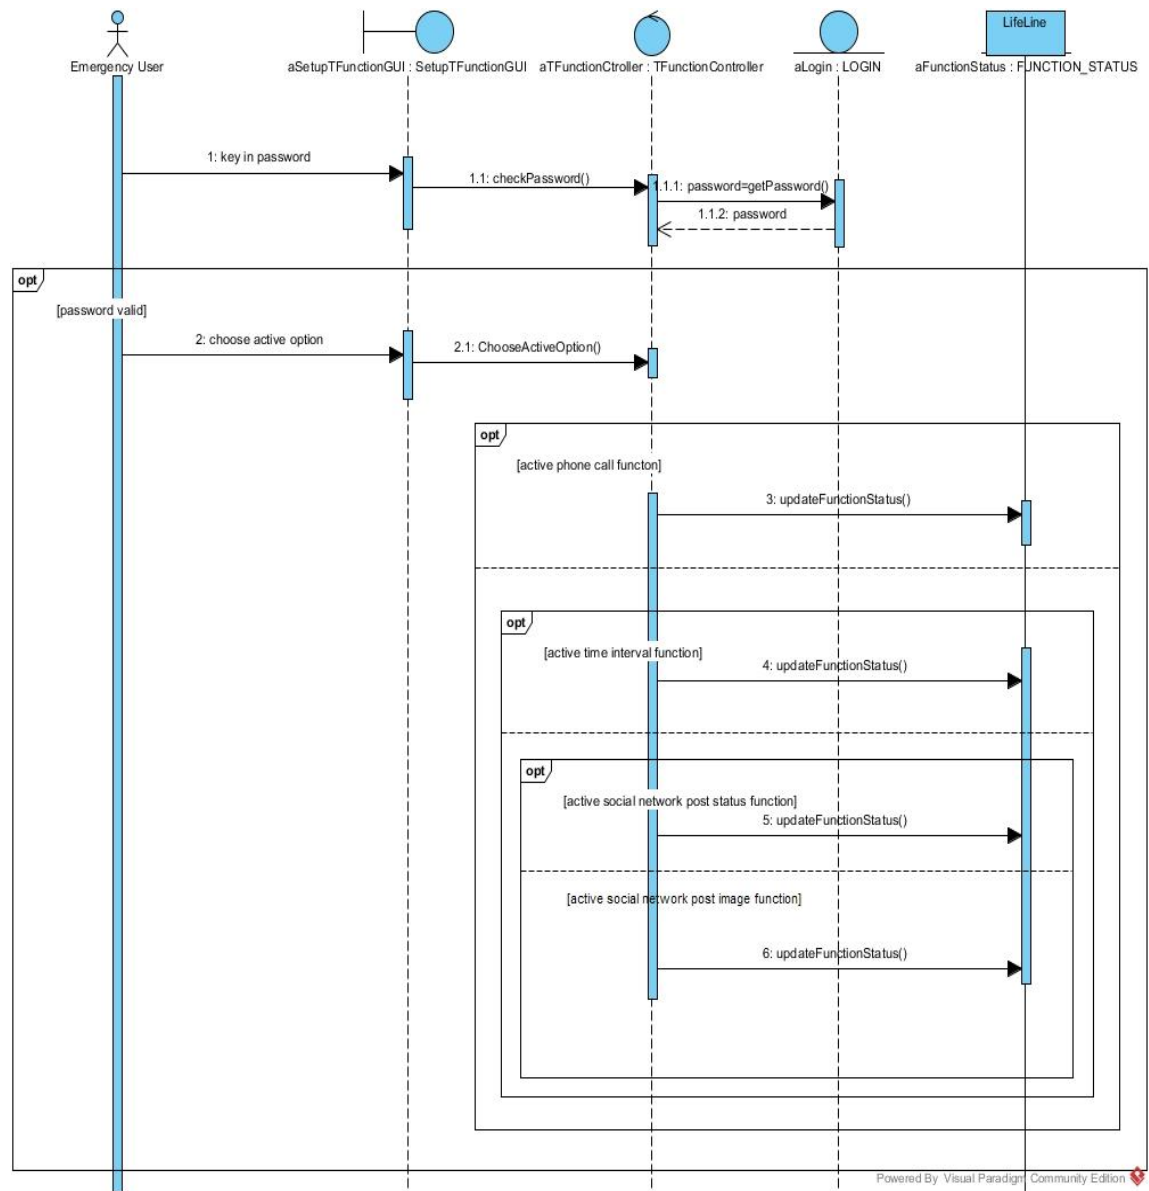 LifeLine
Emergency User
aSetupTFunctionGUI : SetupTFunctionGUI
aTFunctionCtroller : TFunctionController
aLogin : LOGIN
aFunctionStatus : FUNCTION_STATUS
1: key in password
1.1: checkPassword()
1.1.1: password=getPassword()
1.1.2: password
opt
[password valid]
2: choose active option
2.1: ChooseActiveOption()
opt
[active phone call functon]
3: updateFunctionStatus()
opt
[active time interval function]
4: updateFunctionStatus()
opt
[active social network post status function]
5: updateFunctionStatus()
[active social network post image function]
6: updateFunctionStatus()
Powered By Visual Paradigm Community Edition